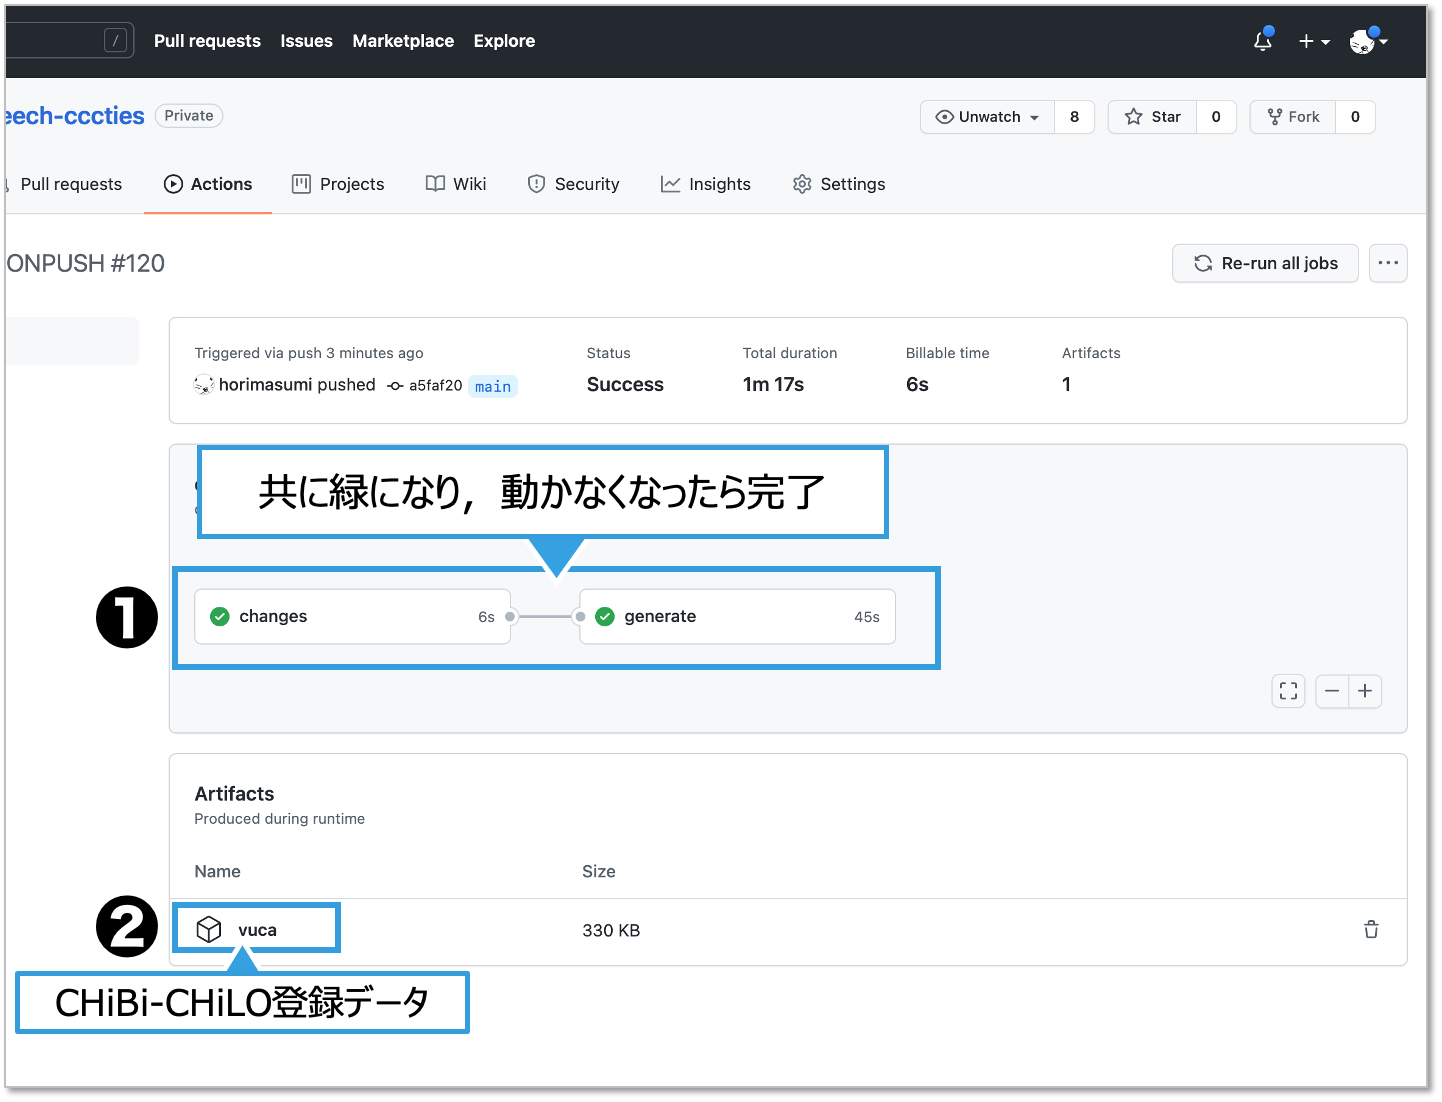 / Pull requests Issues Marketplace Explore
eech-cccties Private Unwatch 8 Star 0 Fork 0
Pull requests Actions Projects Wiki Security Insights Settings
ONPUSH #120 Re-run all jobs
Triggered via push 3 minutes ago Status Total duration Billable time Artifacts
horimasumi pushed a5faf20 main Success 1m 17s 6s 1
共に緑になり，動かなくなったら完了
1 changes 6s generate 45s
Artifacts
Produced during runtime
Name Size
2 vuca 330 KB
CHiBi-CHiLO登録データ